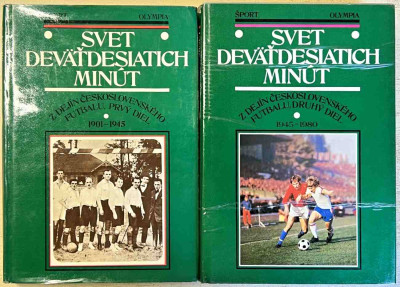 ŠPORT OLYMPIA
SVET
DEVÄŤDESIATICH
MINÚT
Z DEJÍN ČESKOSLOVENSKÉHO
FUTBALU: PRVÝ DIEL
1901-1945
ŠPORT OLYMPIA
SVET
DEVÄŤDESIATICH
MINÚT
Z DEJÍN ČESKOSLOVENSKÉHO
FUTBALU: DRUHÝ DIEL
1945-1980